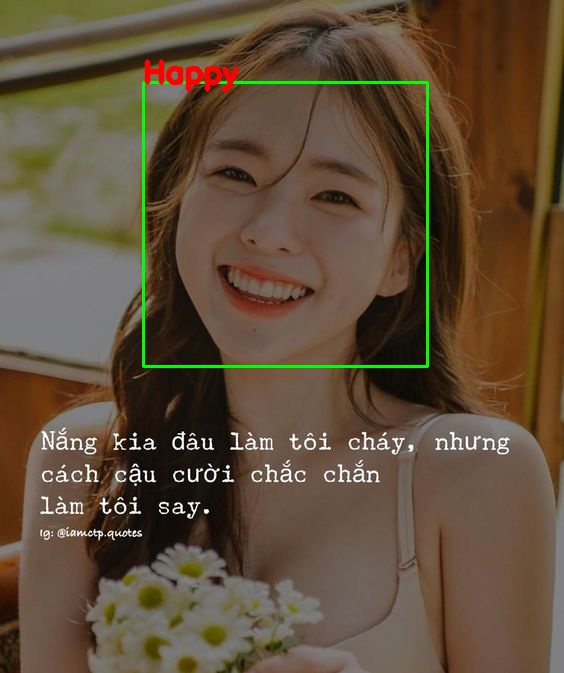 Happy
Nắng kia đâu làm tôi cháy, nhưng
cách cậu cười chắc chắn
làm tôi say.
Ig: @iamctp.quotes